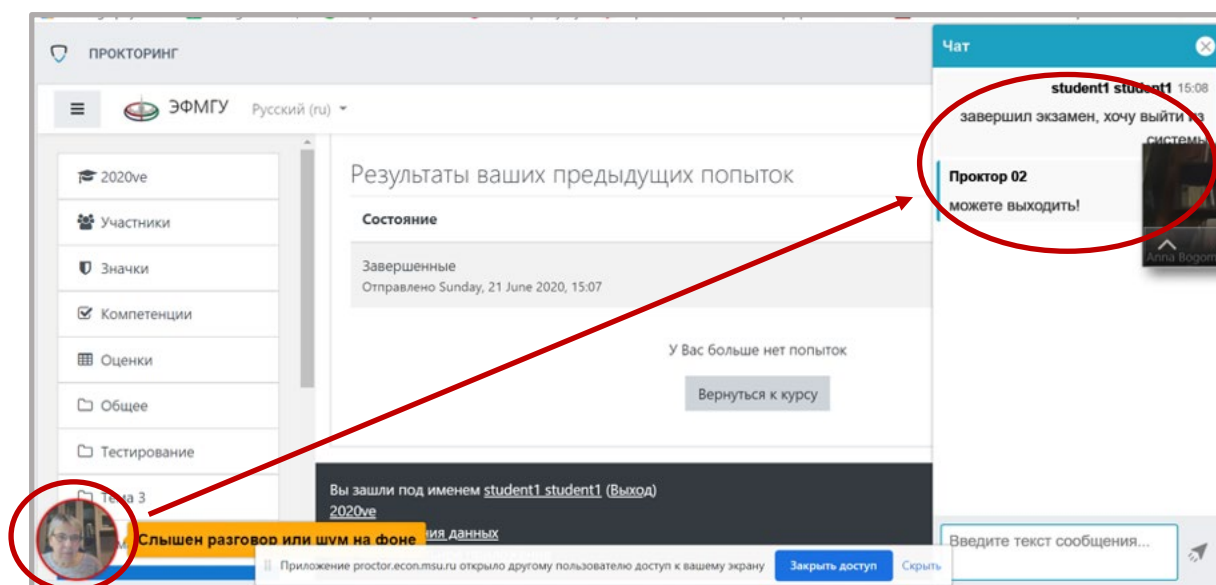 ПРОКТОРИНГ
ЭФМГУ Русский (ru)
2020ve
Участники
Значки
Компетенции
Оценки
Общее
Тестирование
Тема 3
Результаты ваших предыдущих попыток
Состояние
Завершенные
Отправлено Sunday, 21 June 2020, 15:07
У Вас больше нет попыток
Вернуться к курсу
Вы зашли под именем student1 student1 (Выход)
2020ve
данных
Слышен разговор или шум на фоне
Приложение proctor.econ.msu.ru открыло другому пользователю доступ к вашему экрану Закрыть доступ Скрыть
Чат
student1 student1 15:08
завершил экзамен, хочу выйти из
системы
Проктор 02
можете выходить!
Anna Bogom
Введите текст сообщения...